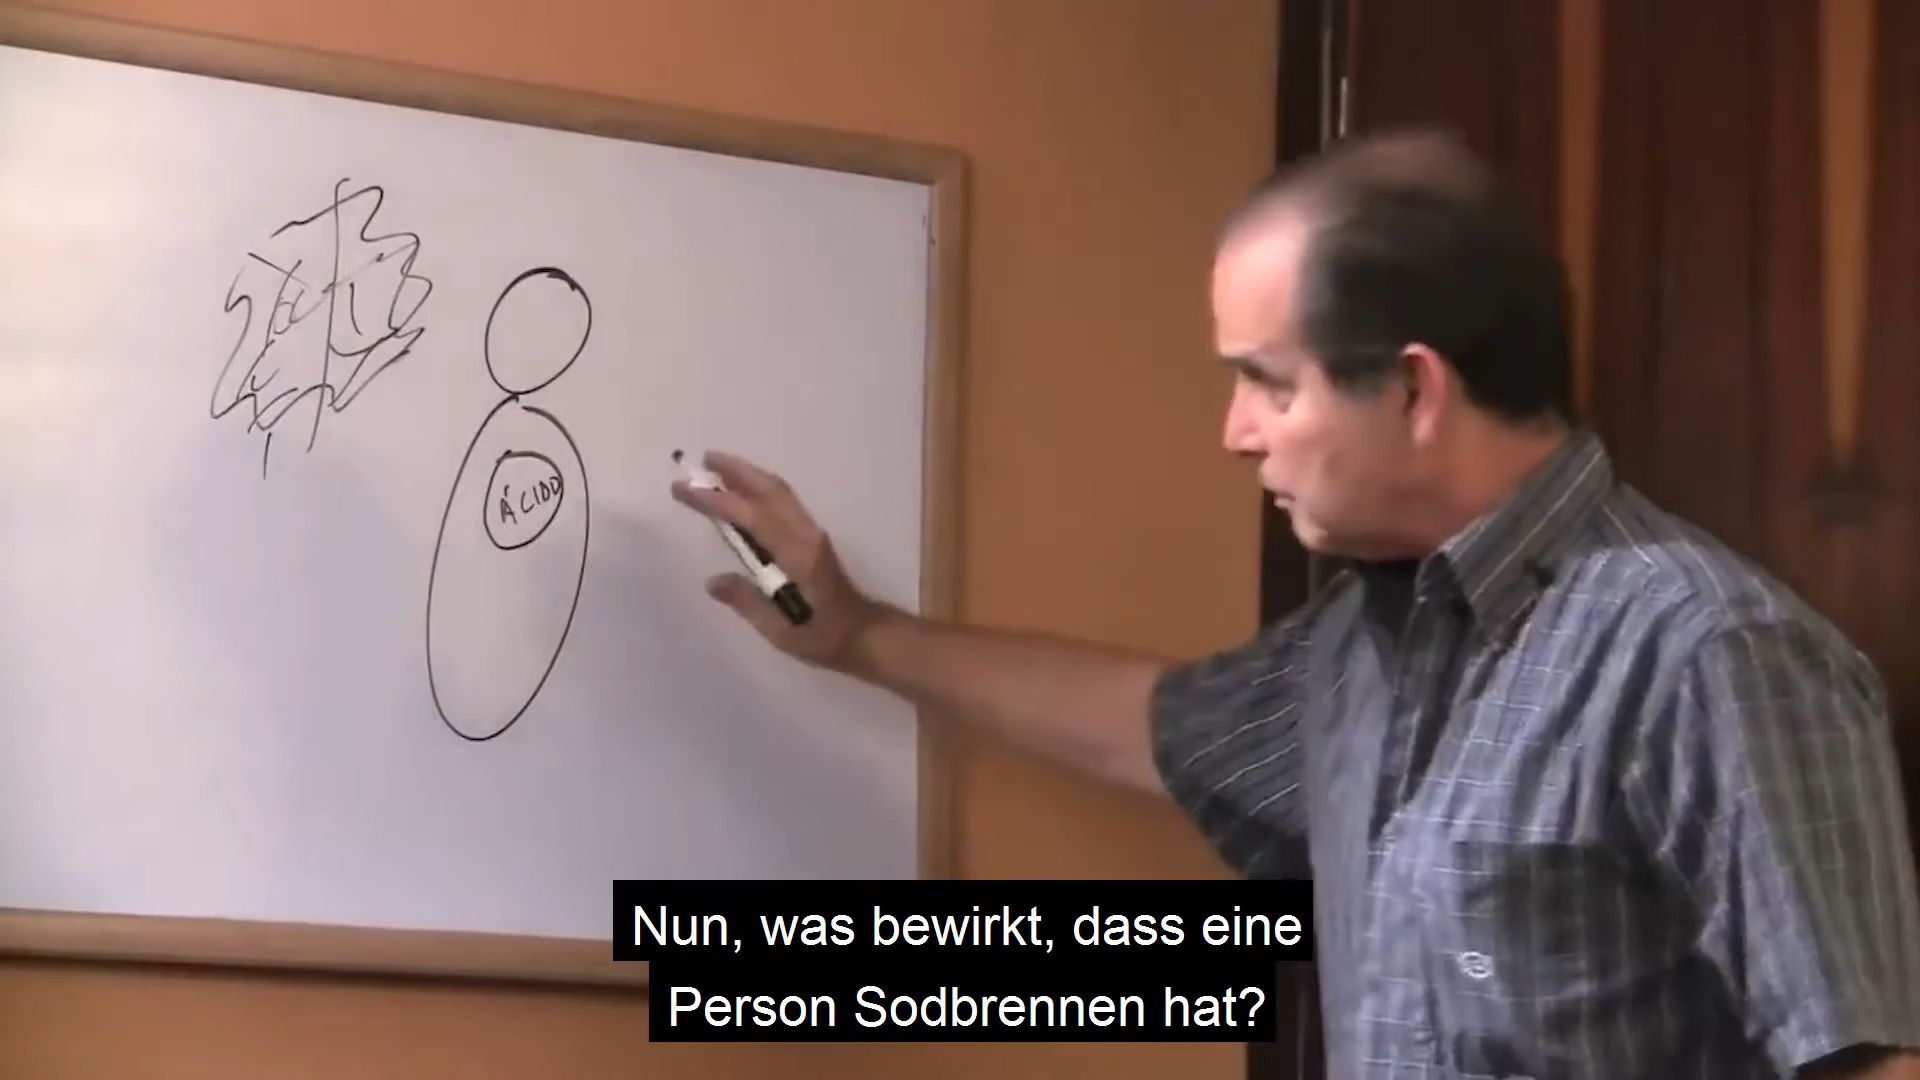 ÁCIDO
Nun, was bewirkt, dass eine
Person Sodbrennen hat?